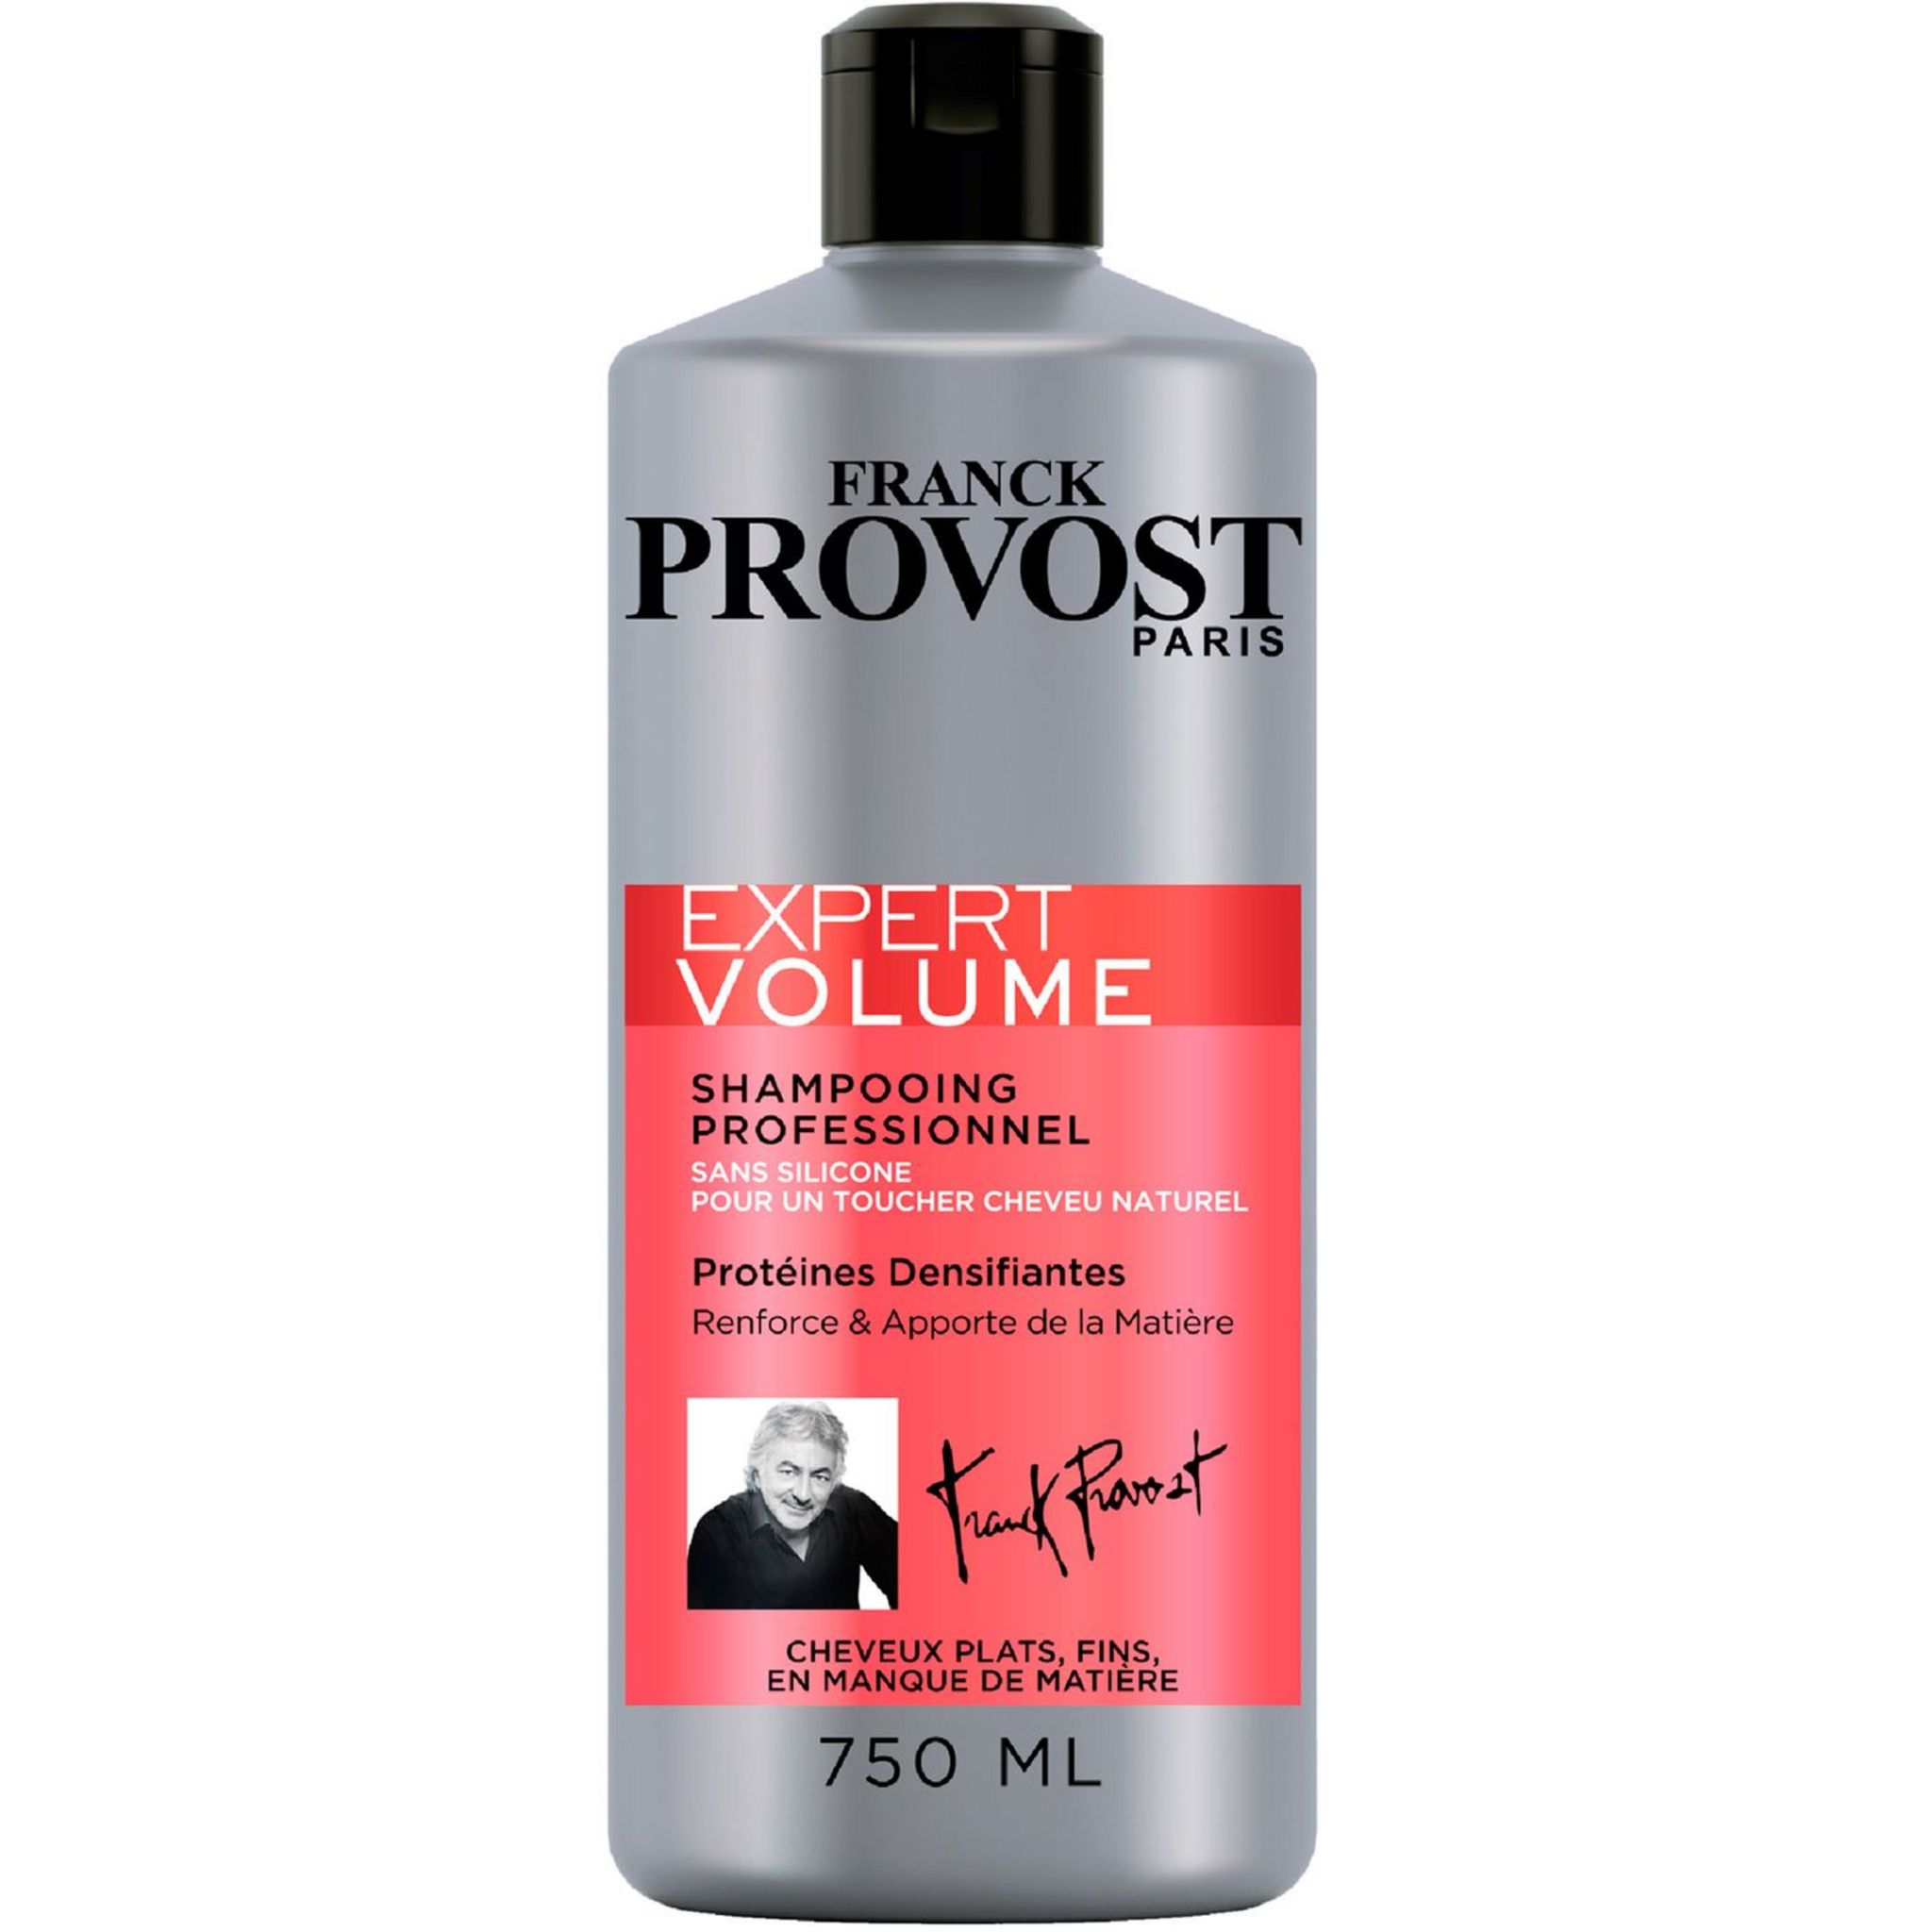 FRANCK
PROVOST
PARIS
EXPERT
VOLUME
SHAMPOOING
PROFESSIONNEL
SANS SILICONE
POUR UN TOUCHER CHEVEU NATUREL
Protéines Densifiantes
Renforce & Apporte de la Matière
Franck Provost
CHEVEUX PLATS, FINS,
EN MANQUE DE MATIÈRE
750 ML